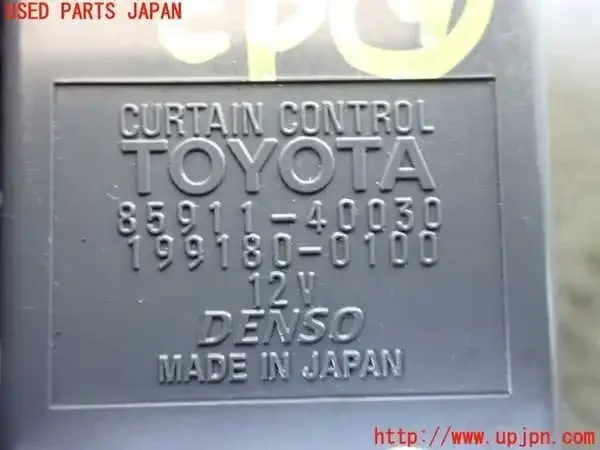 USED PARTS JAPAN
CURTAIN CONTROL
TOYOTA
85911-40030
199180-0100
12V
DENSO
MADE IN JAPAN
http://www.upjpn.com/